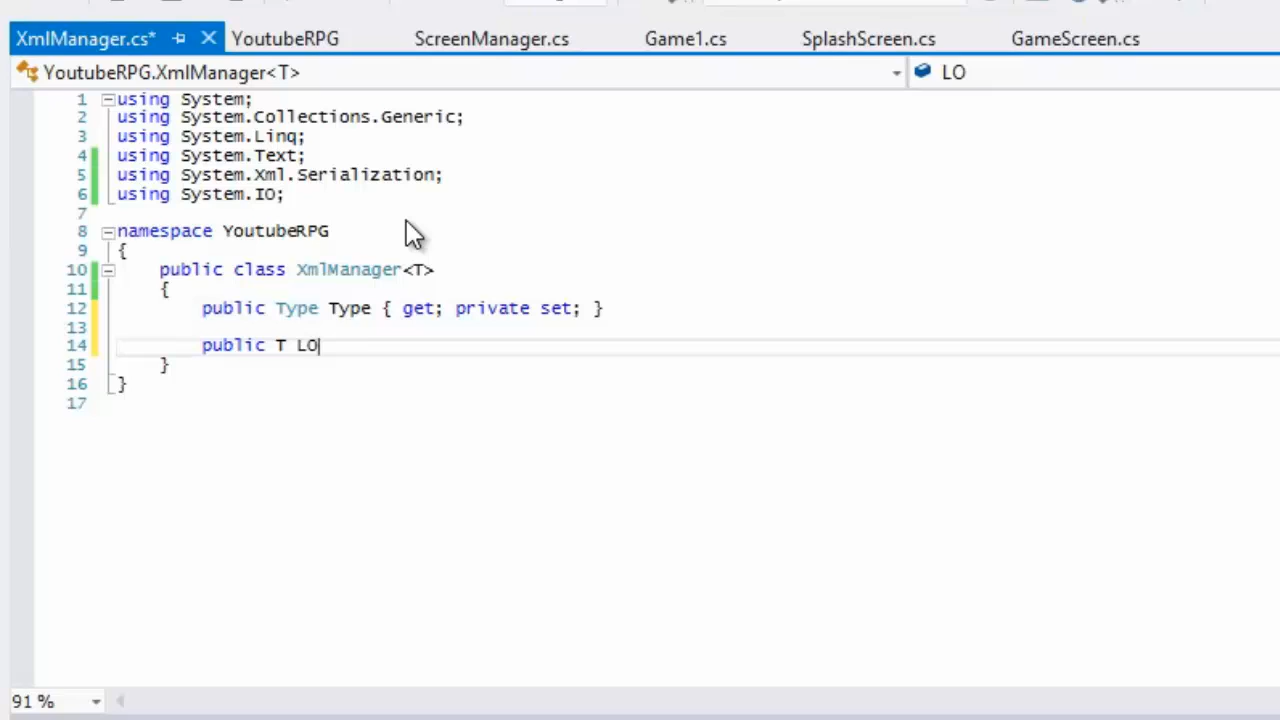 XmlManager.cs* YoutubeRPG ScreenManager.cs Game1.cs SplashScreen.cs GameScreen.cs
YoutubeRPG.XmlManager<T> LO
1 using System;
2 using System.Collections.Generic;
3 using System.Linq;
4 using System.Text;
5 using System.Xml.Serialization;
6 using System.IO;
7
8 namespace YoutubeRPG
9 {
10 public class XmlManager<T>
11 {
12 public Type Type { get; private set; }
13
14 public T LO
15 }
16 }
17
91 %